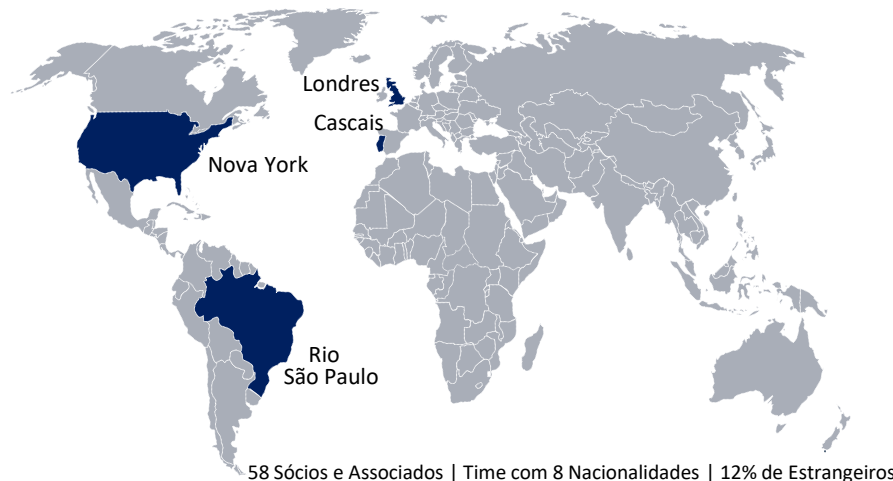 Londres
Cascais
Nova York
Rio
São Paulo
58 Sócios e Associados | Time com 8 Nacionalidades | 12% de Estrangeiros